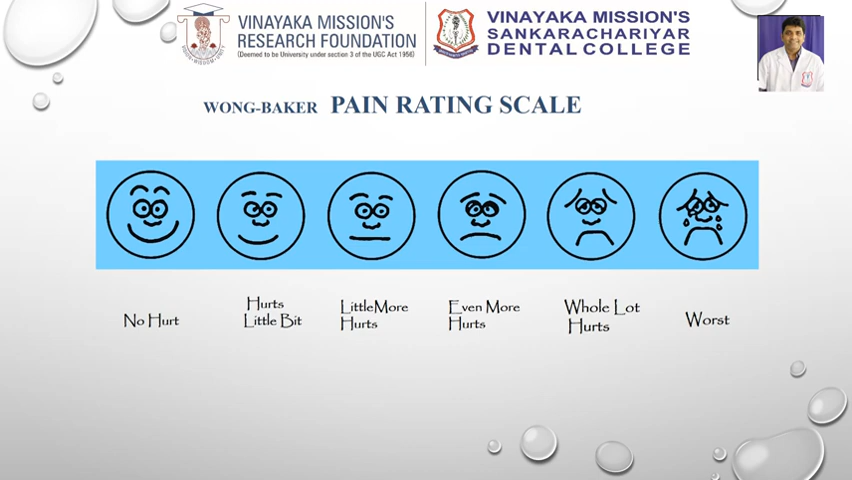 VINAYAKA MISSION'S
RESEARCH FOUNDATION
(Deemed to be University under section 3 of the UGC Act 1956)
VINAYAKA MISSION'S
SANKARACHARIYAR
DENTAL COLLEGE
WONG-BAKER PAIN RATING SCALE
No Hurt
Hurts
Little Bit
Little More
Hurts
Even More
Hurts
Whole Lot
Hurts
Worst